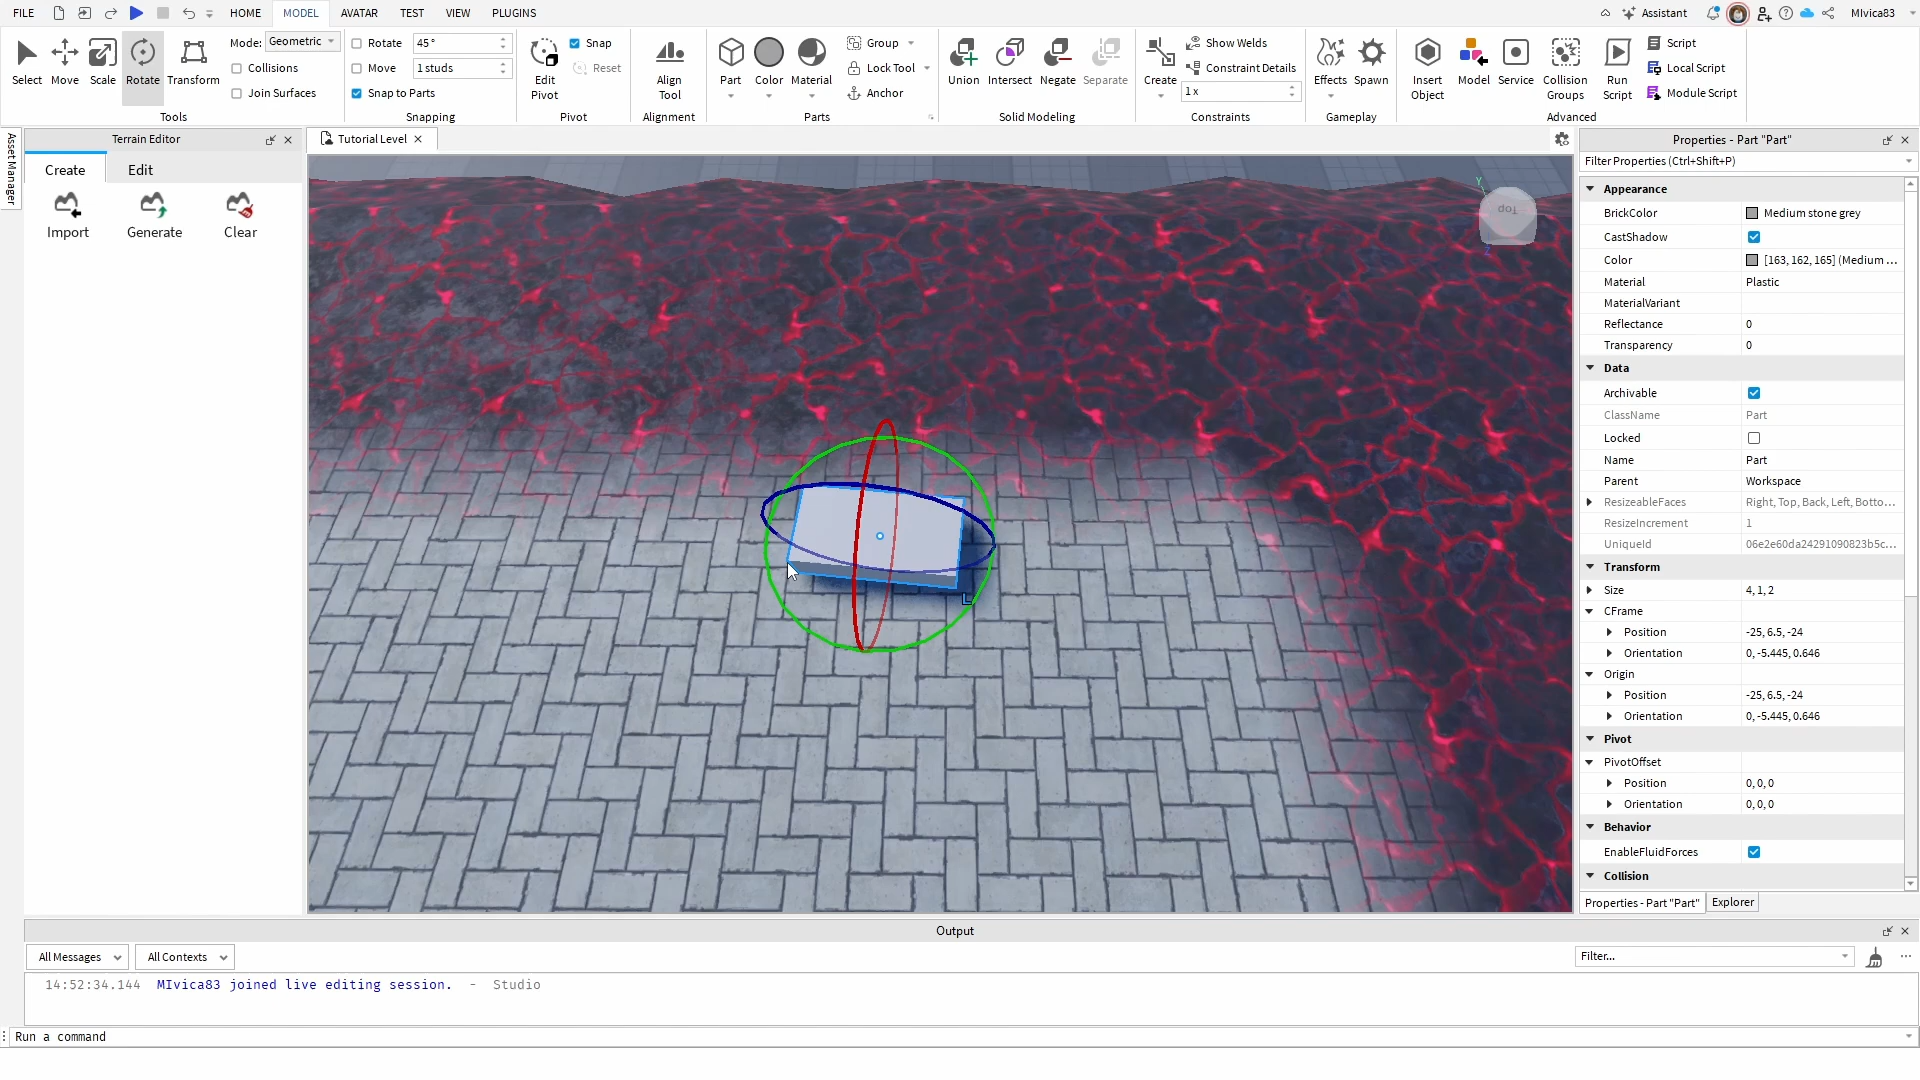 FILE HOME MODEL AVATAR TEST VIEW PLUGINS Assistant MIvica83
Select Move Scale Rotate Transform
Mode: Geometric
Collisions
Join Surfaces
Tools
Rotate 45°
Move 1 studs
Snap to Parts
Snapping
Edit Pivot
Snap
Reset
Pivot
Align Tool
Alignment
Part Color Material
Group
Lock Tool
Anchor
Parts
Union Intersect Negate Separate
Solid Modeling
Create
Show Welds
Constraint Details
1 x
Constraints
Effects Spawn
Gameplay
Insert Object
Model
Service
Collision Groups
Run Script
Script
Local Script
Module Script
Advanced
Asset Manager
Terrain Editor
Create Edit
Import Generate Clear
Tutorial Level
Y
Top
Z
L
Properties - Part "Part"
Filter Properties (Ctrl+Shift+P)
Appearance
BrickColor Medium stone grey
CastShadow
Color [163, 162, 165] (Medium ...
Material Plastic
MaterialVariant
Reflectance 0
Transparency 0
Data
Archivable
ClassName Part
Locked
Name Part
Parent Workspace
ResizeableFaces Right, Top, Back, Left, Botto...
ResizeIncrement 1
UniqueId 06e2e60da24291090823b5c...
Transform
Size 4, 1, 2
CFrame
Position -25, 6.5, -24
Orientation 0, -5.445, 0.646
Origin
Position -25, 6.5, -24
Orientation 0, -5.445, 0.646
Pivot
PivotOffset
Position 0, 0, 0
Orientation 0, 0, 0
Behavior
EnableFluidForces
Collision
Properties - Part "Part" Explorer
Output
All Messages All Contexts Filter...
14:52:34.144 MIvica83 joined live editing session. - Studio
Run a command